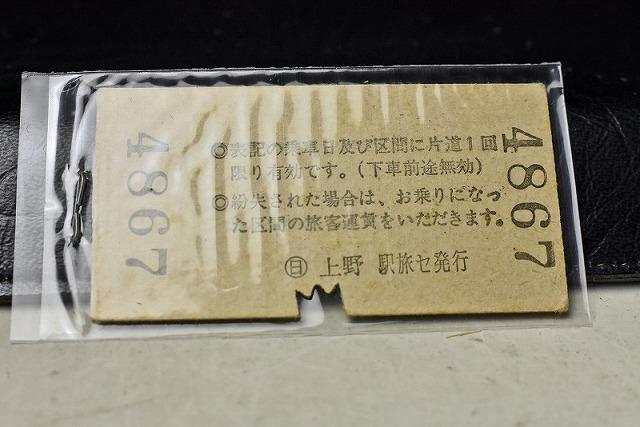 4867
◎表記の乗車日及び区間に片道1回
限り有効です。(下車前途無効)
◎紛失された場合は、お乗りになっ
た区間の旅客運賃をいただきます。
㊐ 上野 駅旅セ発行
4867